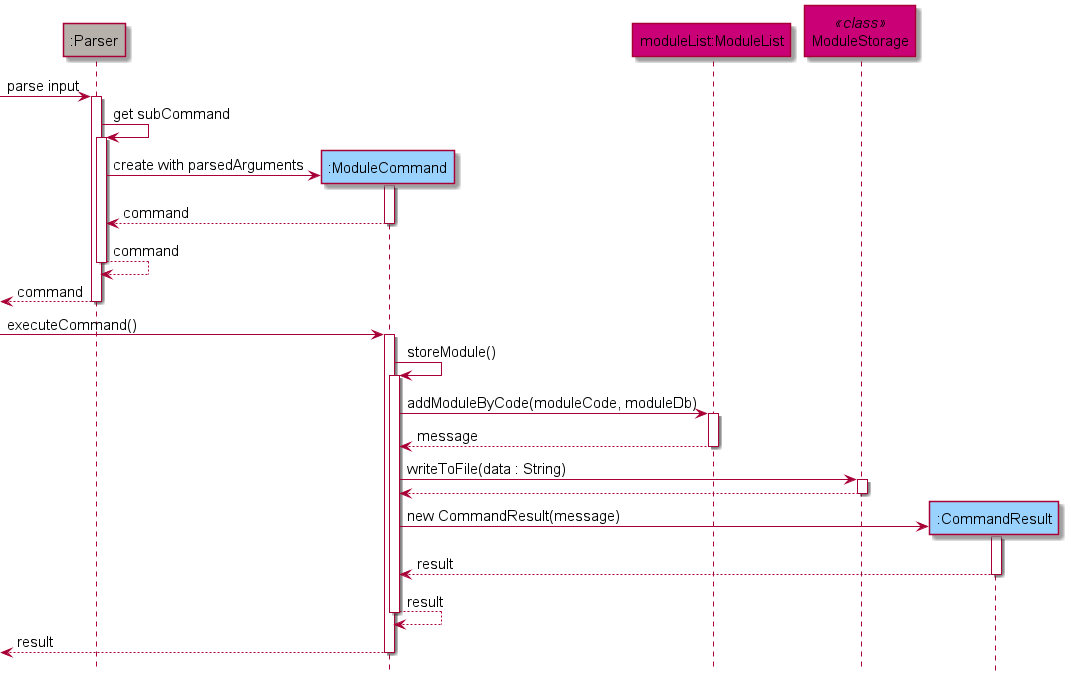 «class»
:Parser
moduleList:ModuleList
ModuleStorage
parse input
get subCommand
create with parsedArguments
:ModuleCommand
command
command
command
executeCommand()
storeModule()
addModuleByCode(moduleCode, moduleDb)
message
writeToFile(data : String)
new CommandResult(message)
:CommandResult
result
result
result